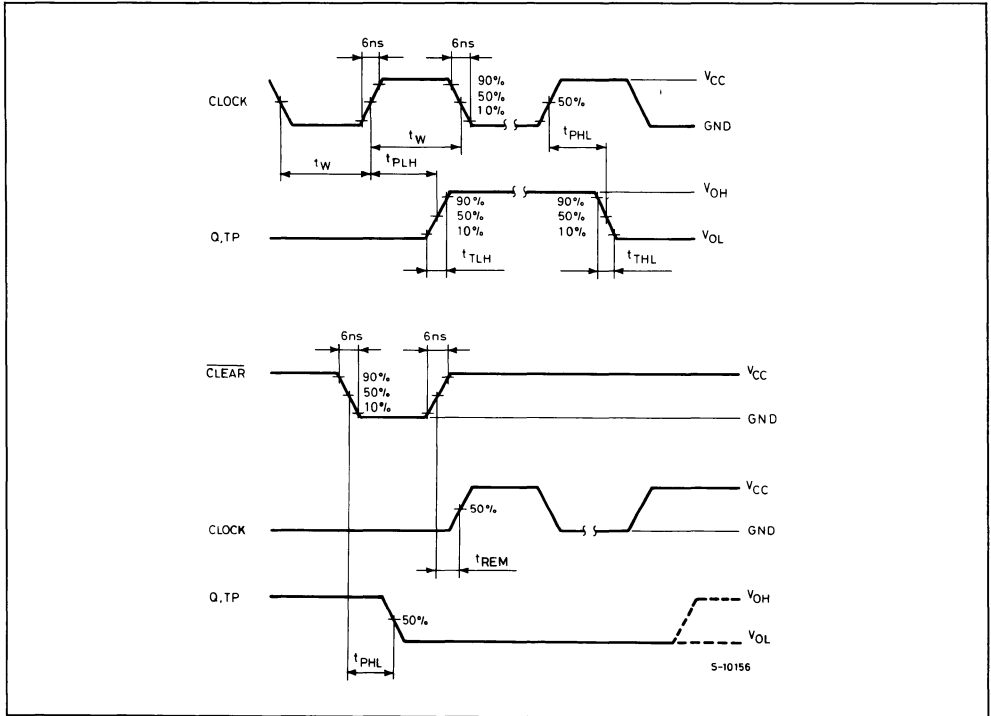 6ns 6ns
90%
50%
10%
VCC
CLOCK
50%
GND
tW
tPHL
tW tPLH
VOH
90%
50%
10%
90%
50%
10%
Q,TP
VOL
tTLH
tTHL
6ns 6ns
CLEAR
90%
50%
10%
VCC
GND
VCC
50%
CLOCK
GND
tREM
Q,TP
VOH
50%
VOL
tPHL
S-10156